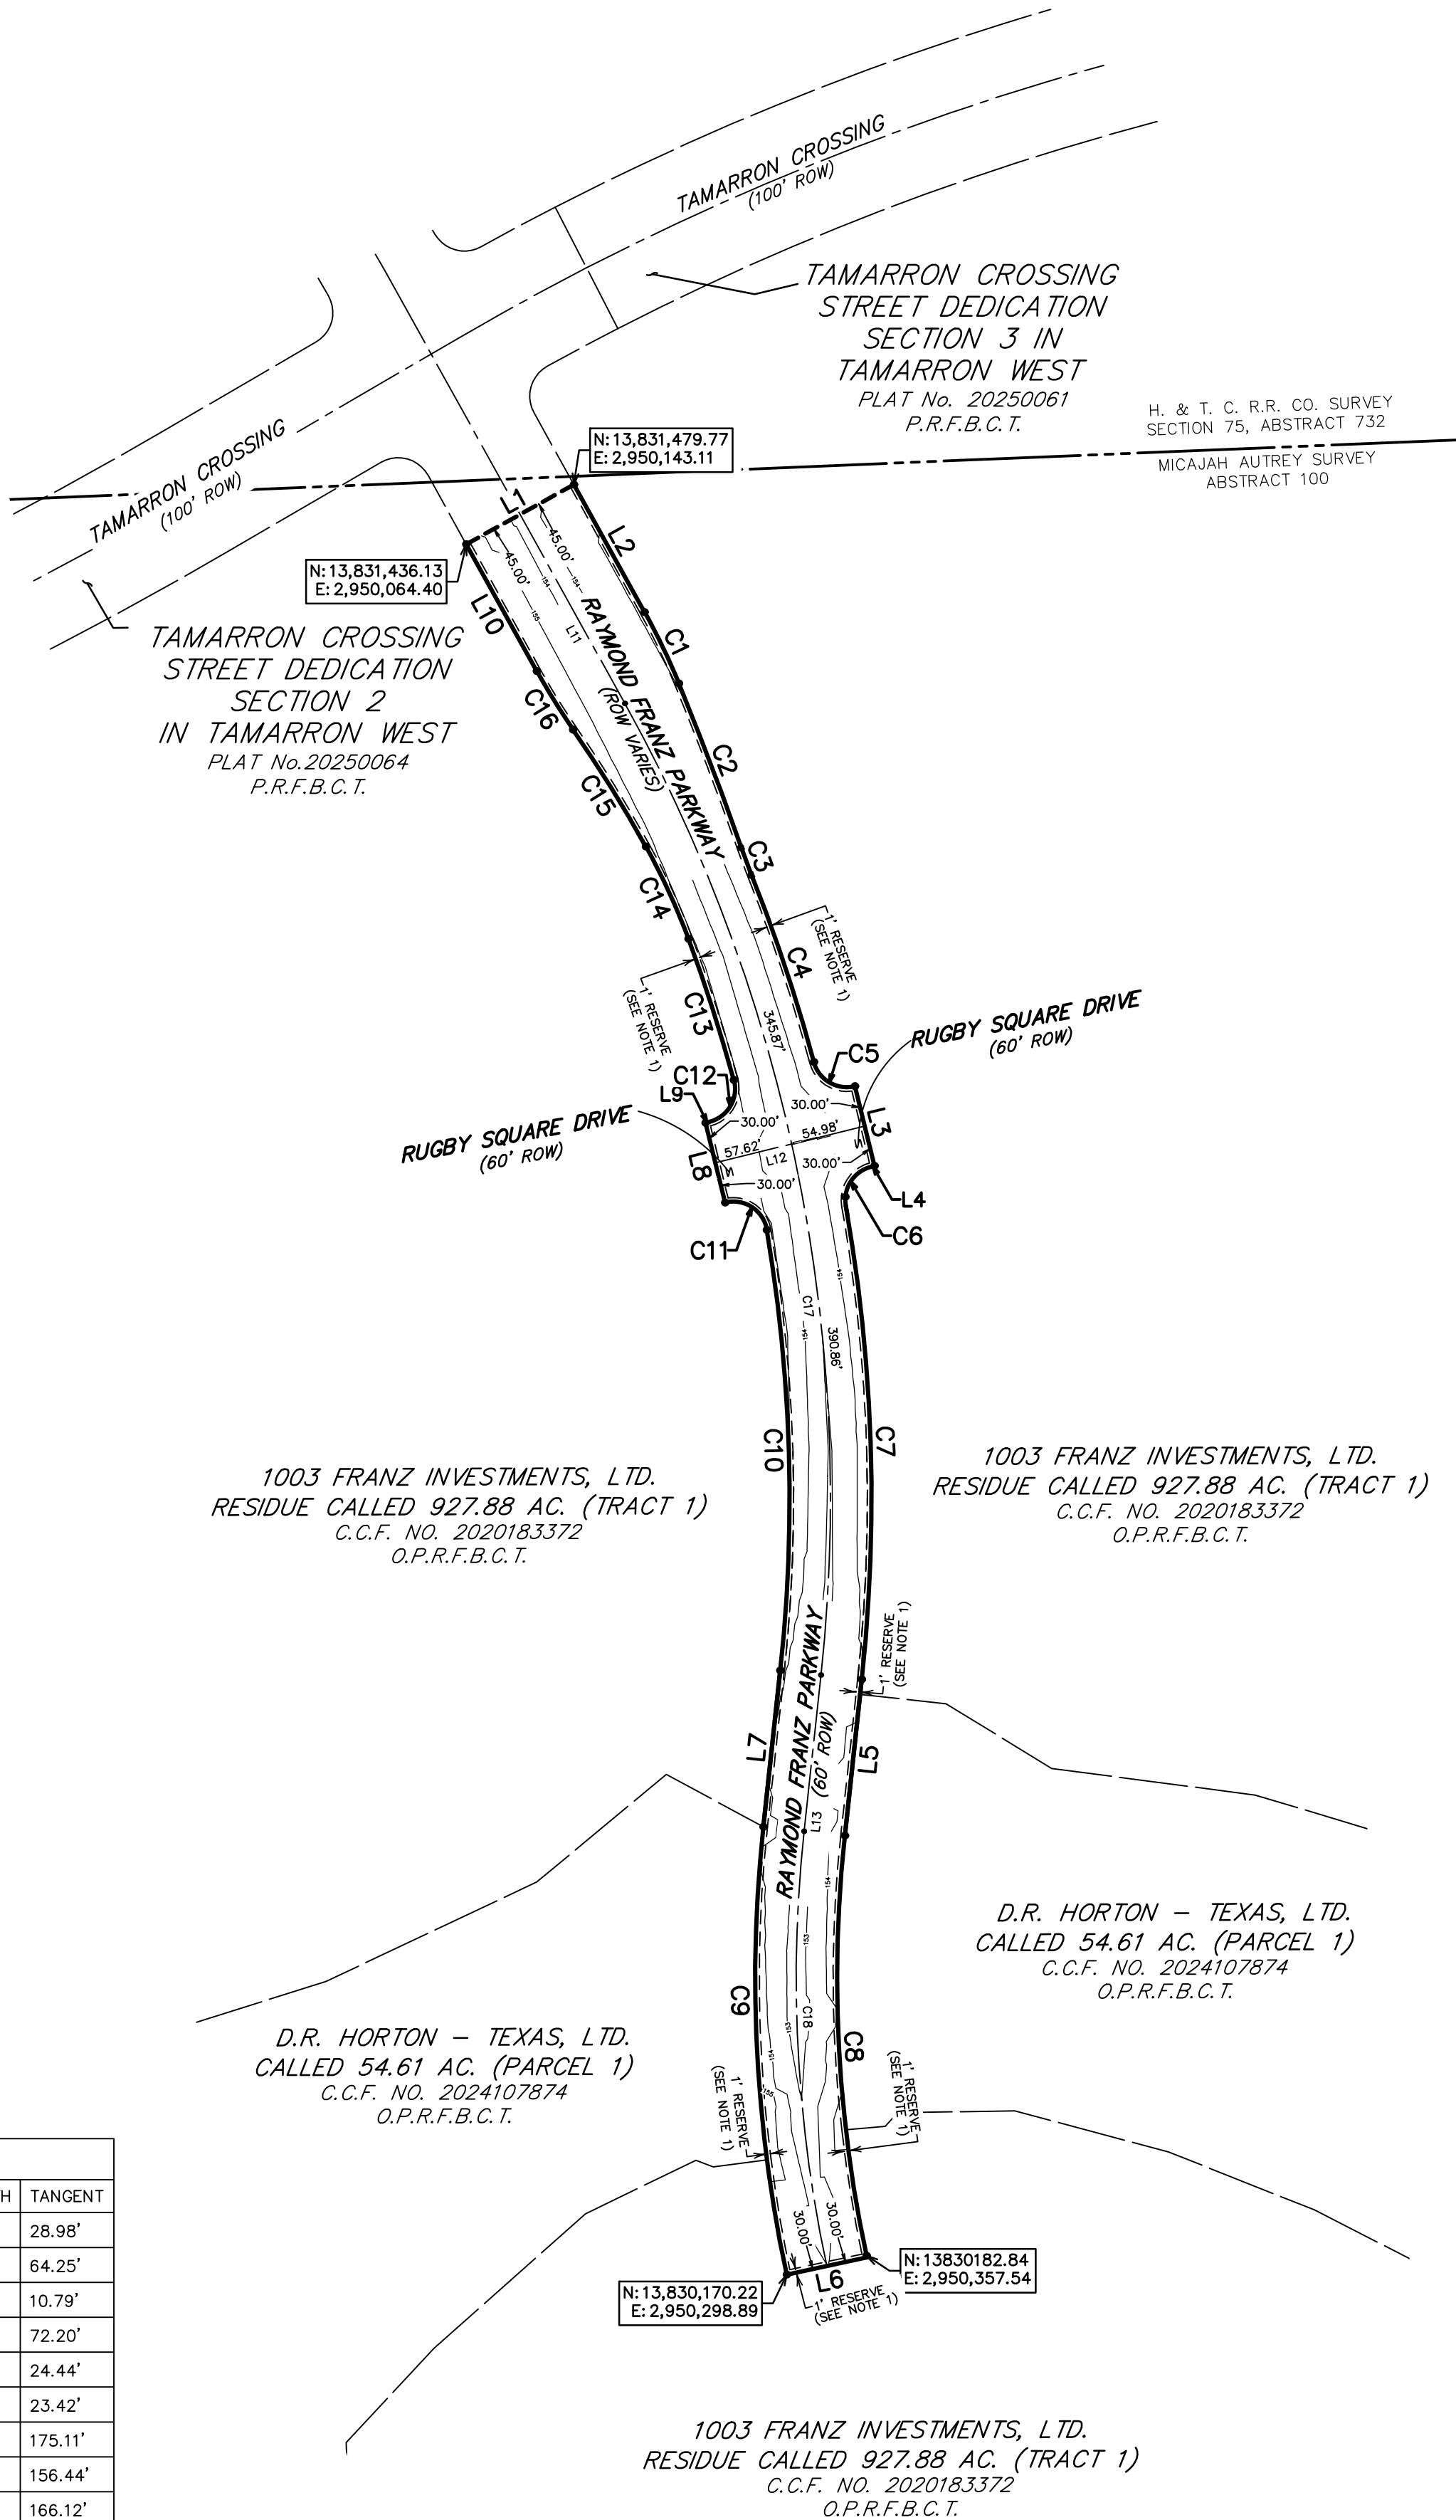 TAMARRON CROSSING
(100' ROW)
TAMARRON CROSSING
STREET DEDICATION
SECTION 3 IN
TAMARRON WEST
PLAT No. 20250061
P.R.F.B.C.T.
H. & T. C. R.R. CO. SURVEY
SECTION 75, ABSTRACT 732
MICAJAH AUTREY SURVEY
ABSTRACT 100
N: 13,831,479.77
E: 2,950,143.11
TAMARRON CROSSING
(100' ROW)
L1
L2
45.00'
45.00'
154
154
155
N: 13,831,436.13
E: 2,950,064.40
L10
L11
C1
TAMARRON CROSSING
STREET DEDICATION
SECTION 2
IN TAMARRON WEST
PLAT No.20250064
P.R.F.B.C.T.
RAYMOND FRANZ PARKWAY
(ROW VARIES)
C16
C2
C15
C3
C14
1' RESERVE
(SEE NOTE 1)
C4
1' RESERVE
(SEE NOTE 1)
C13
345.87'
RUGBY SQUARE DRIVE
(60' ROW)
C5
C12
L9
30.00'
L3
30.00'
54.98'
57.62'
L12
RUGBY SQUARE DRIVE
(60' ROW)
L8
30.00'
30.00'
L4
C6
C11
154
C17
154
390.86'
C10
C7
1003 FRANZ INVESTMENTS, LTD.
RESIDUE CALLED 927.88 AC. (TRACT 1)
C.C.F. NO. 2020183372
O.P.R.F.B.C.T.
1003 FRANZ INVESTMENTS, LTD.
RESIDUE CALLED 927.88 AC. (TRACT 1)
C.C.F. NO. 2020183372
O.P.R.F.B.C.T.
1' RESERVE
(SEE NOTE 1)
RAYMOND FRANZ PARKWAY
(60' ROW)
L7
L5
L13
154
D.R. HORTON – TEXAS, LTD.
CALLED 54.61 AC. (PARCEL 1)
C.C.F. NO. 2024107874
O.P.R.F.B.C.T.
153
C9
C18
153
C8
154
155
D.R. HORTON – TEXAS, LTD.
CALLED 54.61 AC. (PARCEL 1)
C.C.F. NO. 2024107874
O.P.R.F.B.C.T.
1' RESERVE
(SEE NOTE 1)
1' RESERVE
(SEE NOTE 1)
30.00'
30.00'
N: 13830182.84
E: 2,950,357.54
L6
N: 13,830,170.22
E: 2,950,298.89
1' RESERVE
(SEE NOTE 1)
H TANGENT
28.98'
64.25'
10.79'
72.20'
24.44'
23.42'
175.11'
156.44'
166.12'
1003 FRANZ INVESTMENTS, LTD.
RESIDUE CALLED 927.88 AC. (TRACT 1)
C.C.F. NO. 2020183372
O.P.R.F.B.C.T.